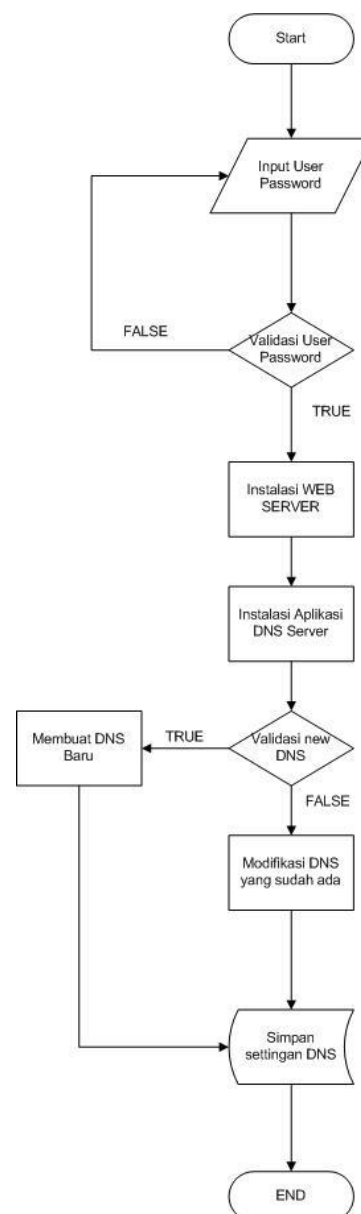 Start
Input User
Password
FALSE
Validasi User
Password
TRUE
Instalasi WEB
SERVER
Instalasi Aplikasi
DNS Server
Membuat DNS
Baru
TRUE
Validasi new
DNS
FALSE
Modifikasi DNS
yang sudah ada
Simpan
settingan DNS
END